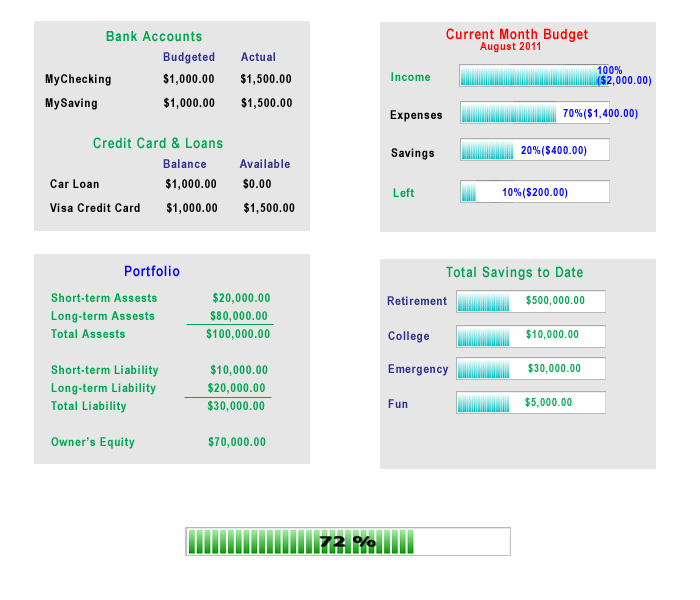 Bank Accounts
Budgeted Actual
MyChecking $1,000.00 $1,500.00
MySaving $1,000.00 $1,500.00
Credit Card & Loans
Balance Available
Car Loan $1,000.00 $0.00
Visa Credit Card $1,000.00 $1,500.00
Current Month Budget
August 2011
Income 100%
($2,000.00)
Expenses 70%($1,400.00)
Savings 20%($400.00)
Left 10%($200.00)
Portfolio
Short-term Assests $20,000.00
Long-term Assests $80,000.00
Total Assests $100,000.00
Short-term Liability $10,000.00
Long-term Liability $20,000.00
Total Liability $30,000.00
Owner's Equity $70,000.00
Total Savings to Date
Retirement $500,000.00
College $10,000.00
Emergency $30,000.00
Fun $5,000.00
72 %